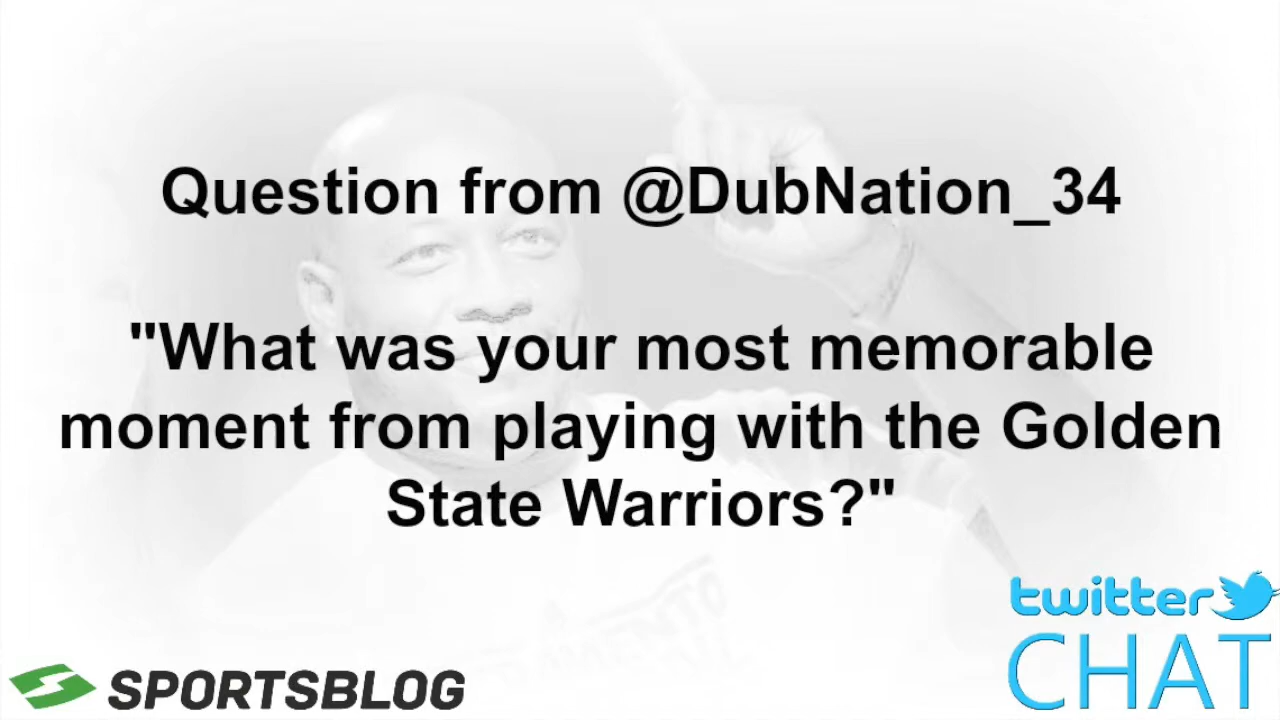 Question from @DubNation_34
"What was your most memorable
moment from playing with the Golden
State Warriors?"
twitter
CHAT
SPORTSBLOG